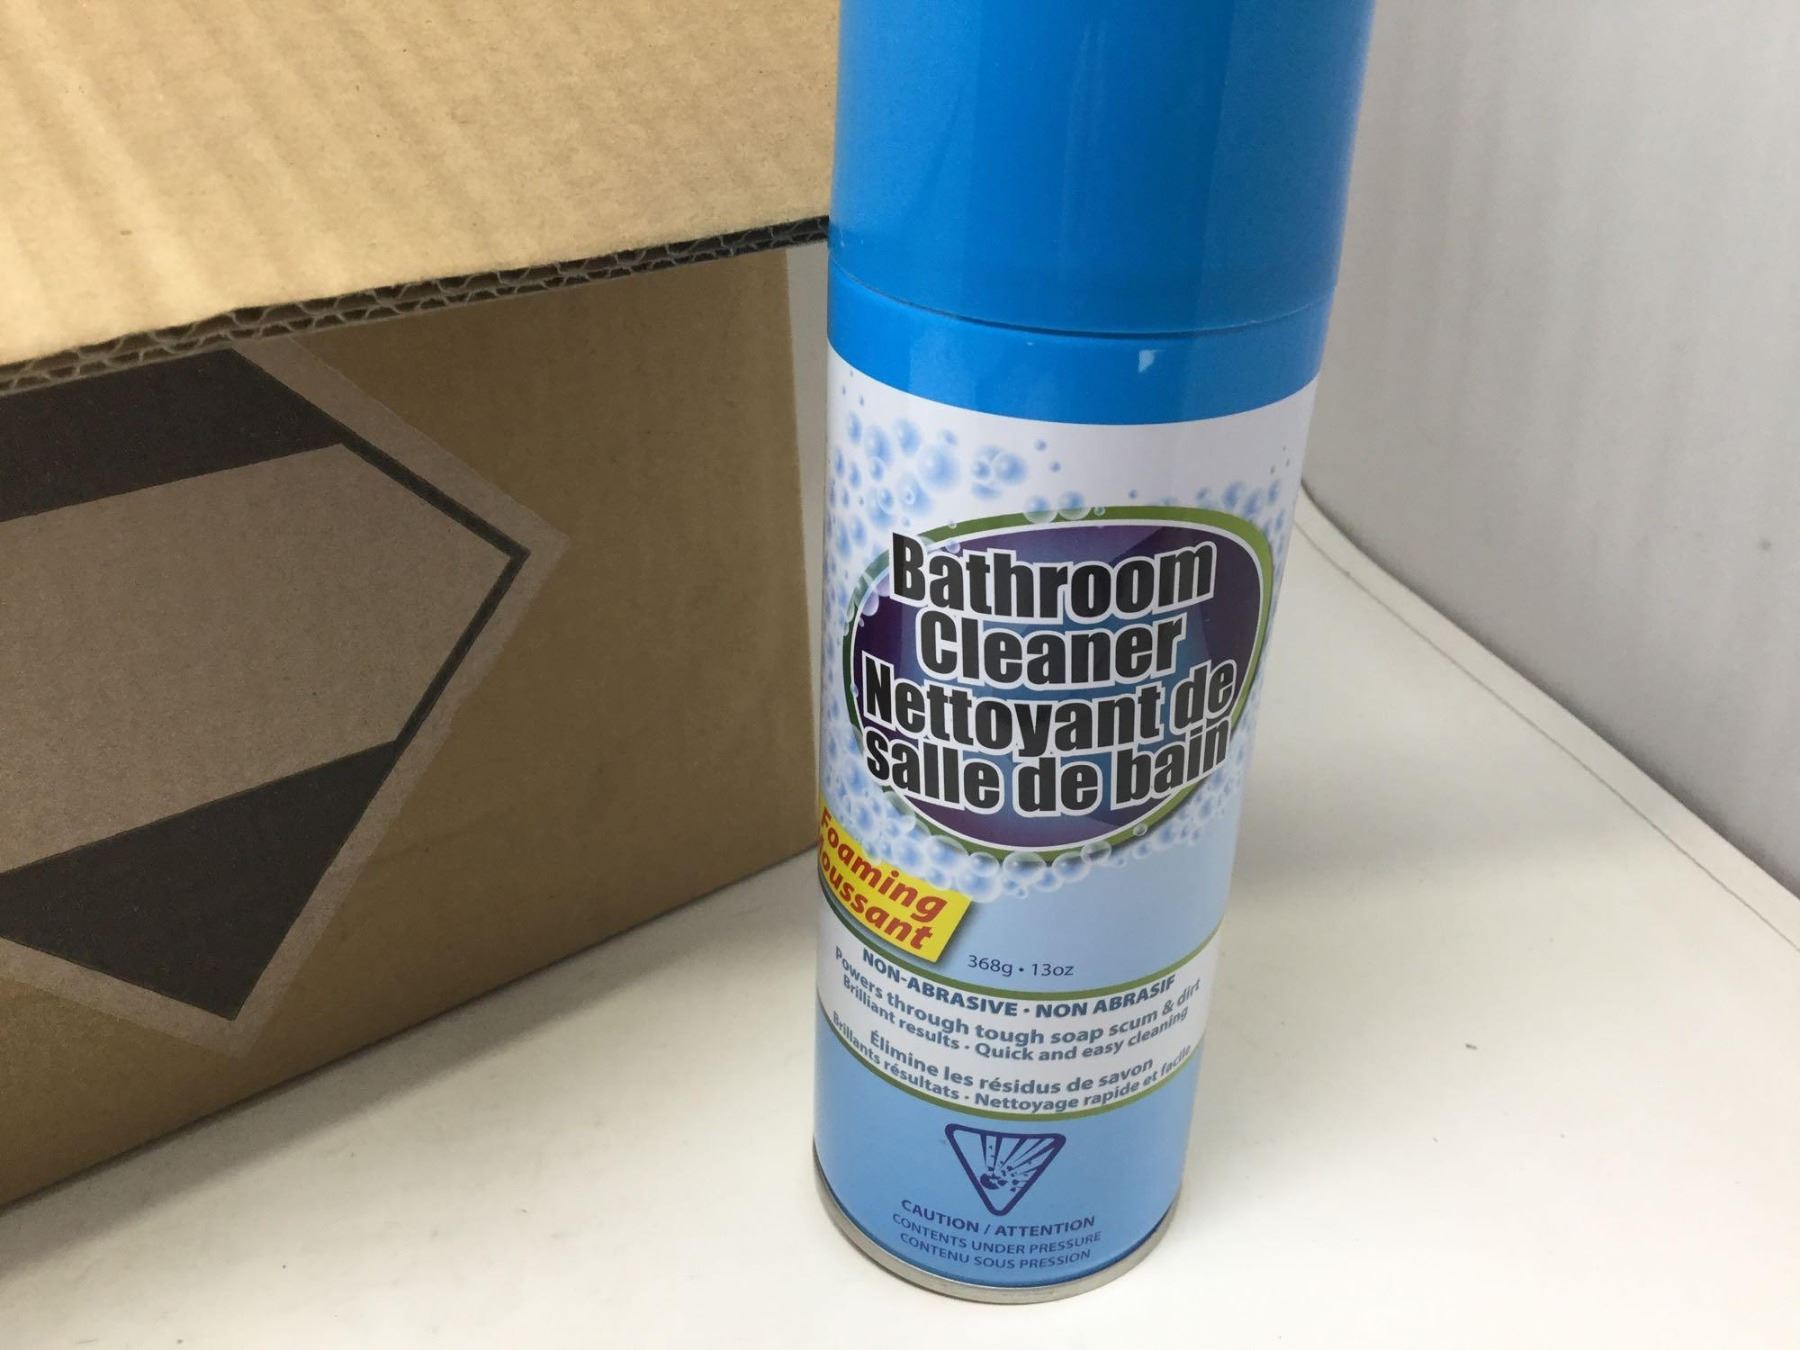 Bathroom
Cleaner
Nettoyant de
salle de bain
Foaming
Moussant
368g • 13oz
NON-ABRASIVE • NON ABRASIF
Powers through tough soap scum & dirt
Brilliant results • Quick and easy cleaning
Élimine les résidus de savon
Brillants résultats • Nettoyage rapide et facile
CAUTION / ATTENTION
CONTENTS UNDER PRESSURE
CONTENU SOUS PRESSION